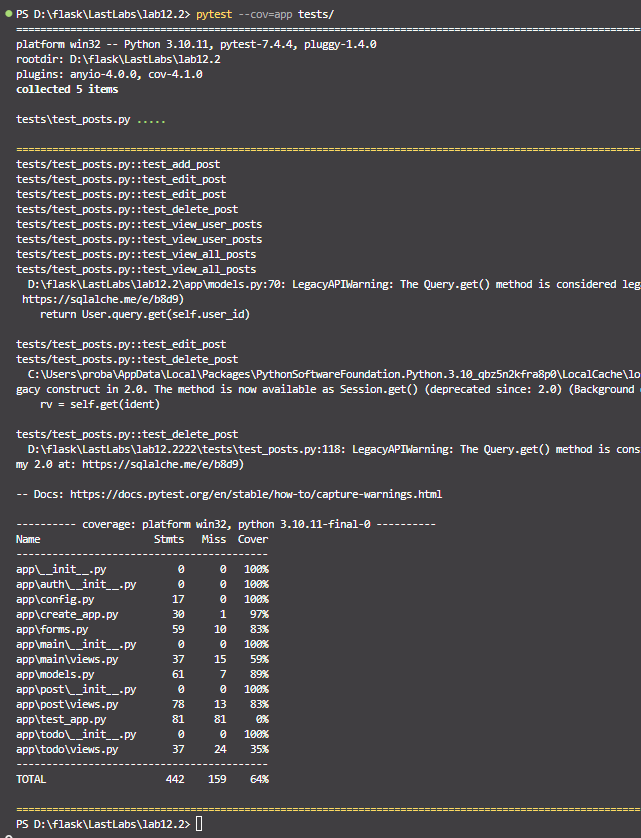 PS D:\flask\LastLabs\lab12.2> pytest --cov=app tests/
================================================================================
platform win32 -- Python 3.10.11, pytest-7.4.4, pluggy-1.4.0
rootdir: D:\flask\LastLabs\lab12.2
plugins: anyio-4.0.0, cov-4.1.0
collected 5 items
tests\test_posts.py .....
================================================================================
tests/test_posts.py::test_add_post
tests/test_posts.py::test_edit_post
tests/test_posts.py::test_edit_post
tests/test_posts.py::test_delete_post
tests/test_posts.py::test_view_user_posts
tests/test_posts.py::test_view_user_posts
tests/test_posts.py::test_view_all_posts
tests/test_posts.py::test_view_all_posts
D:\flask\LastLabs\lab12.2\app\models.py:70: LegacyAPIWarning: The Query.get() method is considered leg
https://sqlalche.me/e/b8d9)
return User.query.get(self.user_id)
tests/test_posts.py::test_edit_post
tests/test_posts.py::test_delete_post
C:\Users\proba\AppData\Local\Packages\PythonSoftwareFoundation.Python.3.10_qbz5n2kfra8p0\LocalCache\lo
gacy construct in 2.0. The method is now available as Session.get() (deprecated since: 2.0) (Background
rv = self.get(ident)
tests/test_posts.py::test_delete_post
D:\flask\LastLabs\lab12.2222\tests\test_posts.py:118: LegacyAPIWarning: The Query.get() method is cons
my 2.0 at: https://sqlalche.me/e/b8d9)
-- Docs: https://docs.pytest.org/en/stable/how-to/capture-warnings.html
---------- coverage: platform win32, python 3.10.11-final-0 ----------
Name Stmts Miss Cover
------------------------------------------
app\__init__.py 0 0 100%
app\auth\__init__.py 0 0 100%
app\config.py 17 0 100%
app\create_app.py 30 1 97%
app\forms.py 59 10 83%
app\main\__init__.py 0 0 100%
app\main\views.py 37 15 59%
app\models.py 61 7 89%
app\post\__init__.py 0 0 100%
app\post\views.py 78 13 83%
app\test_app.py 81 81 0%
app\todo\__init__.py 0 0 100%
app\todo\views.py 37 24 35%
------------------------------------------
TOTAL 442 159 64%
================================================================================
PS D:\flask\LastLabs\lab12.2>